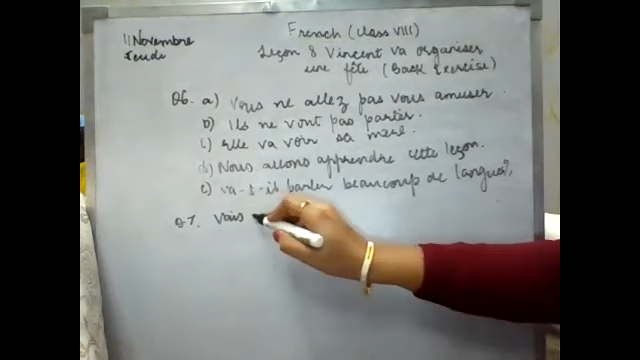 11 Novembre
Jeudi
French (Class VIII)
Leçon 8 Vincent va organiser
une fête (Back Exercise)
Q6. a) Vous ne allez pas vous amuser.
b) Ils ne vont pas partir.
c) Elle va voir sa mère.
d) Nous allons apprendre cette leçon.
e) Va-t-il parler beaucoup de langues?
Q7. Vais